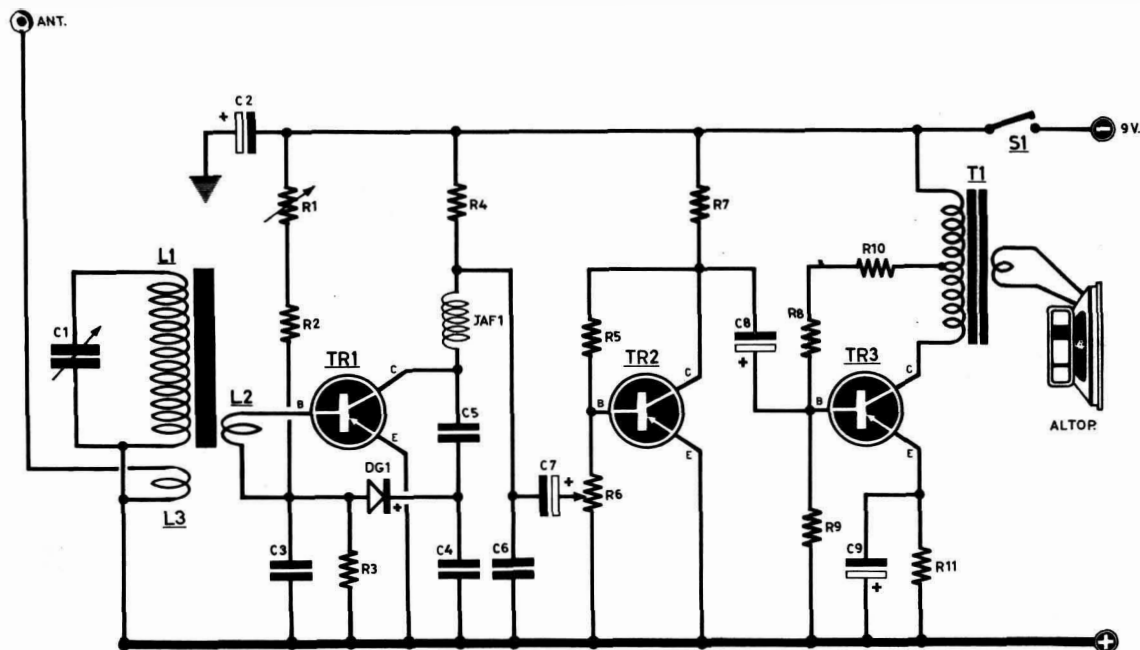 ANT.
C2
+
9V.
S1
T1
R1
R4
R7
L1
R10
C1
R2
JAF1
R5
C8
+
R8
TR1
TR2
TR3
L2
B
C
E
C5
B
C
E
B
C
E
ALTOP.
DG1
+
C7
+
R6
L3
C3
R3
C4
C6
R9
C9
+
R11
+